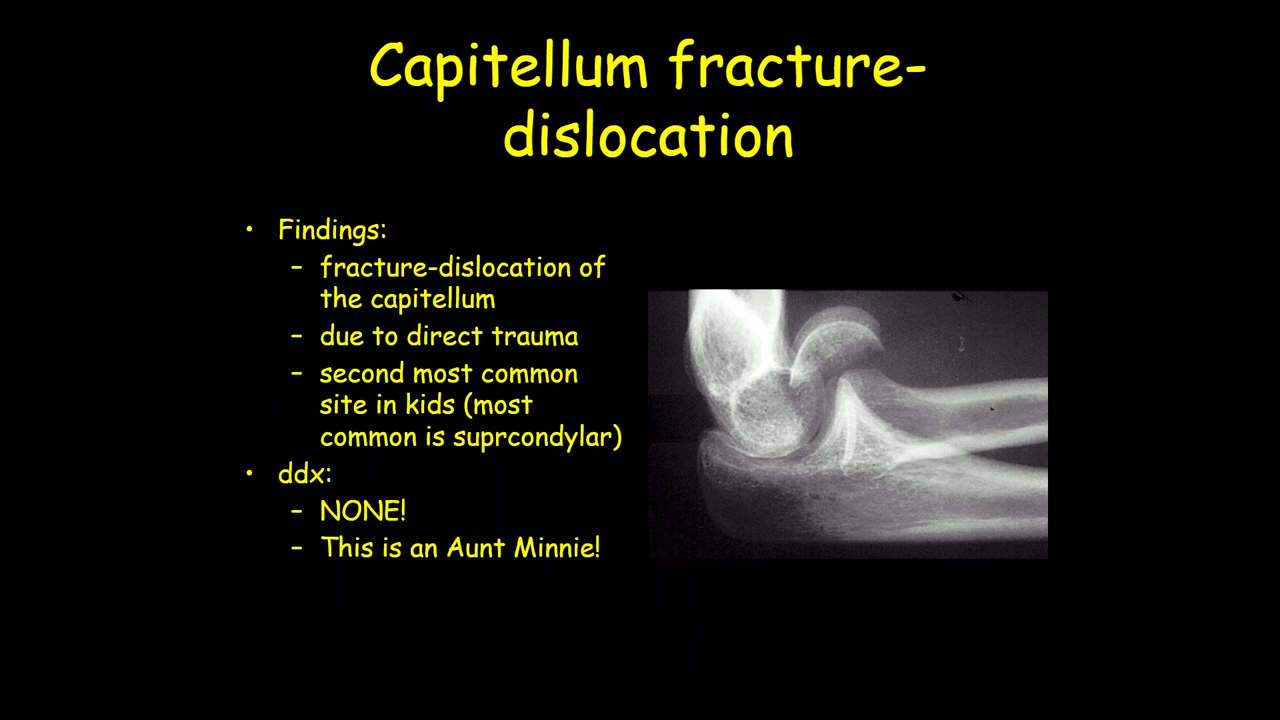 Capitellum fracture-
dislocation
• Findings:
– fracture-dislocation of
the capitellum
– due to direct trauma
– second most common
site in kids (most
common is suprcondylar)
• ddx:
– NONE!
– This is an Aunt Minnie!